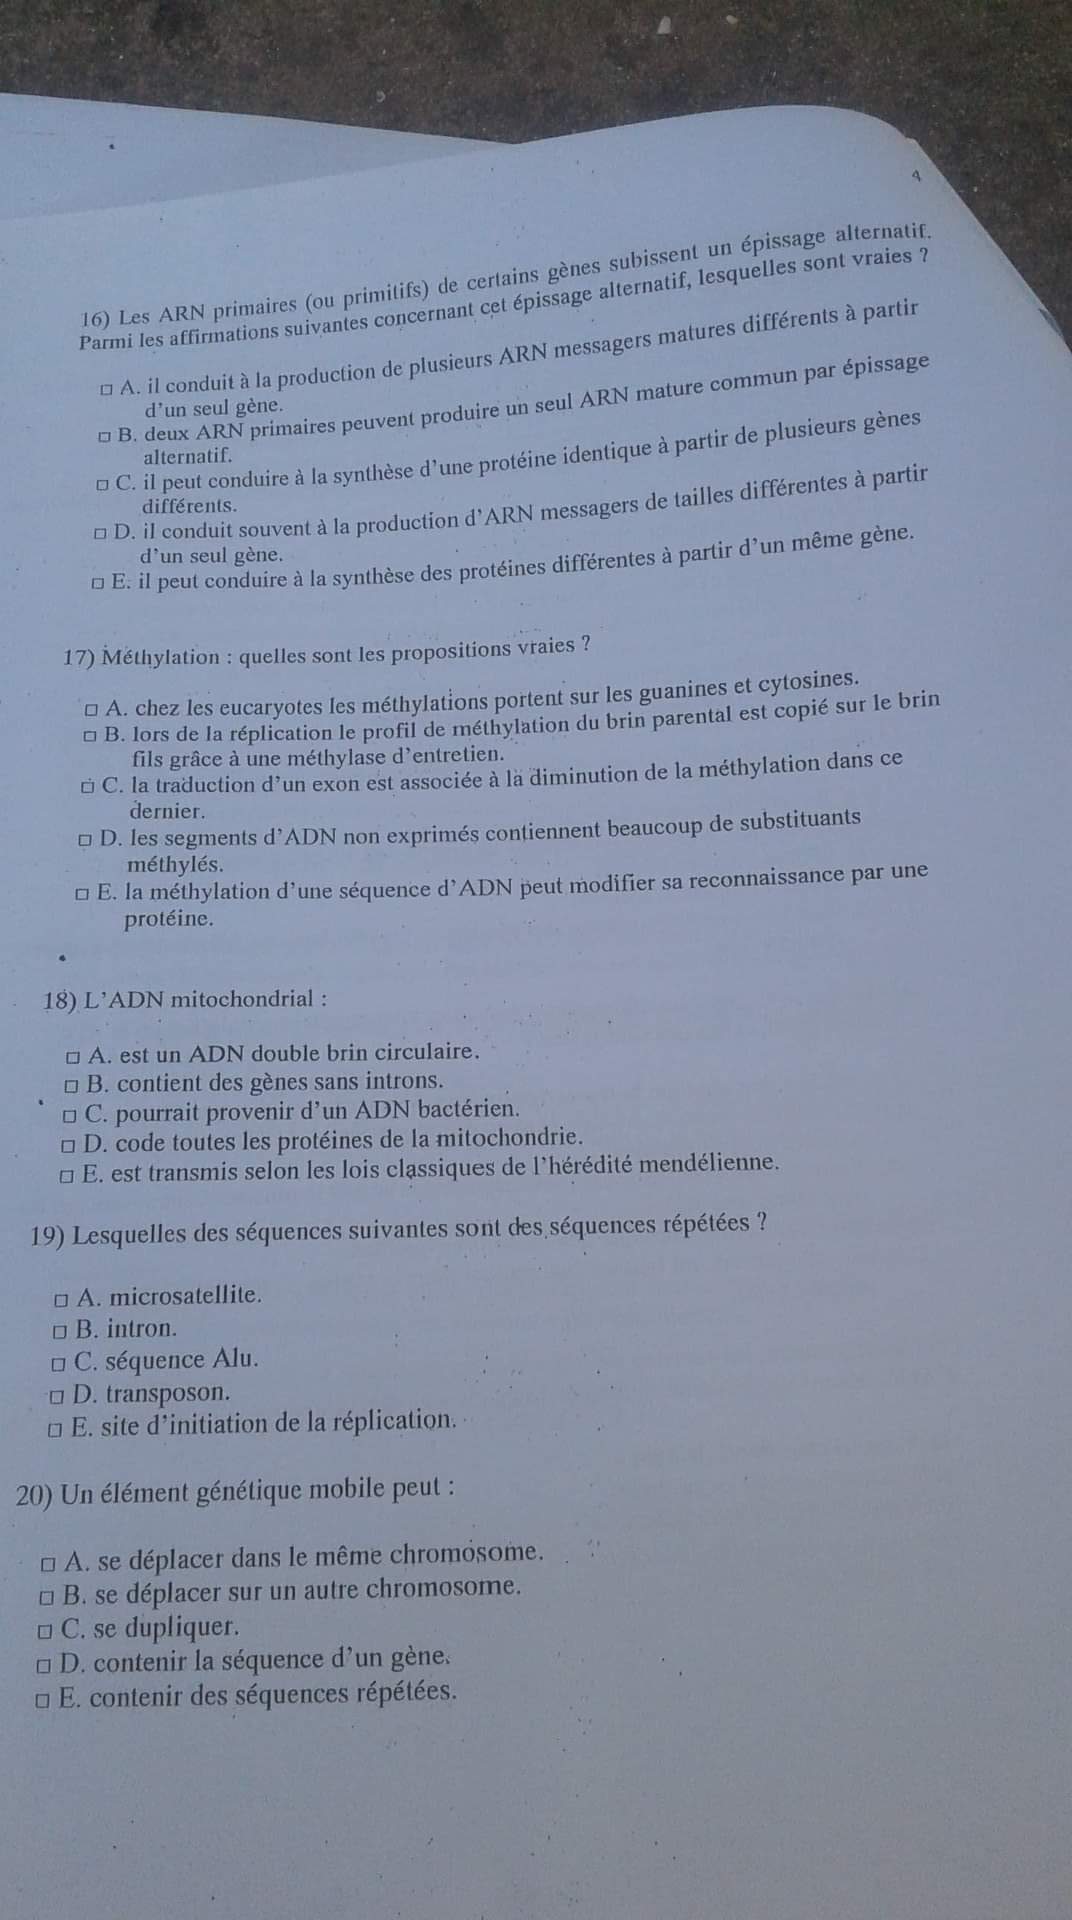 4
16) Les ARN primaires (ou primitifs) de certains gènes subissent un épissage alternatif.
Parmi les affirmations suivantes concernant cet épissage alternatif, lesquelles sont vraies ?
□ A. il conduit à la production de plusieurs ARN messagers matures différents à partir
d'un seul gène.
□ B. deux ARN primaires peuvent produire un seul ARN mature commun par épissage
alternatif.
□ C. il peut conduire à la synthèse d'une protéine identique à partir de plusieurs gènes
différents.
□ D. il conduit souvent à la production d'ARN messagers de tailles différentes à partir
d'un seul gène.
□ E. il peut conduire à la synthèse des protéines différentes à partir d'un même gène.
17) Méthylation : quelles sont les propositions vraies ?
□ A. chez les eucaryotes les méthylations portent sur les guanines et cytosines.
□ B. lors de la réplication le profil de méthylation du brin parental est copié sur le brin
fils grâce à une méthylase d'entretien.
□ C. la traduction d'un exon est associée à la diminution de la méthylation dans ce
dernier.
□ D. les segments d'ADN non exprimés contiennent beaucoup de substituants
méthylés.
□ E. la méthylation d'une séquence d'ADN peut modifier sa reconnaissance par une
protéine.
18) L'ADN mitochondrial :
□ A. est un ADN double brin circulaire.
□ B. contient des gènes sans introns.
□ C. pourrait provenir d'un ADN bactérien.
□ D. code toutes les protéines de la mitochondrie.
□ E. est transmis selon les lois classiques de l'hérédité mendélienne.
19) Lesquelles des séquences suivantes sont des séquences répétées ?
□ A. microsatellite.
□ B. intron.
□ C. séquence Alu.
□ D. transposon.
□ E. site d'initiation de la réplication.
20) Un élément génétique mobile peut :
□ A. se déplacer dans le même chromosome.
□ B. se déplacer sur un autre chromosome.
□ C. se dupliquer.
□ D. contenir la séquence d'un gène.
□ E. contenir des séquences répétées.